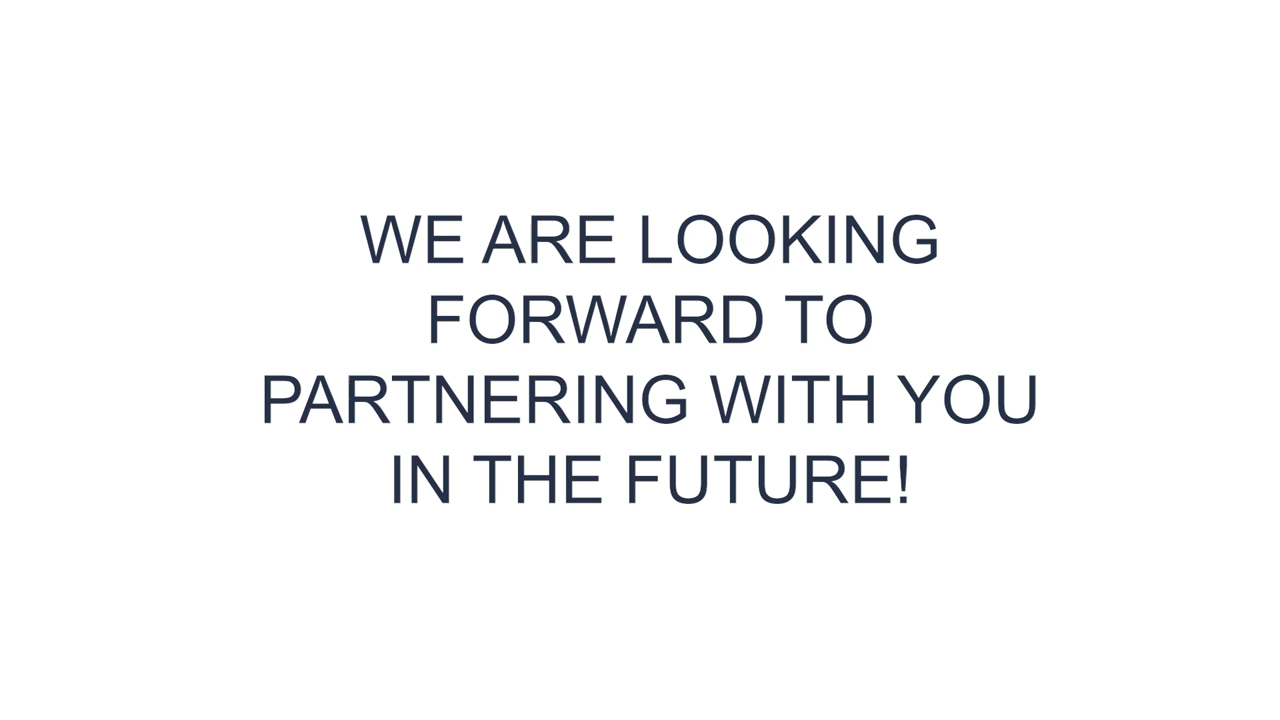 WE ARE LOOKING
FORWARD TO
PARTNERING WITH YOU
IN THE FUTURE!